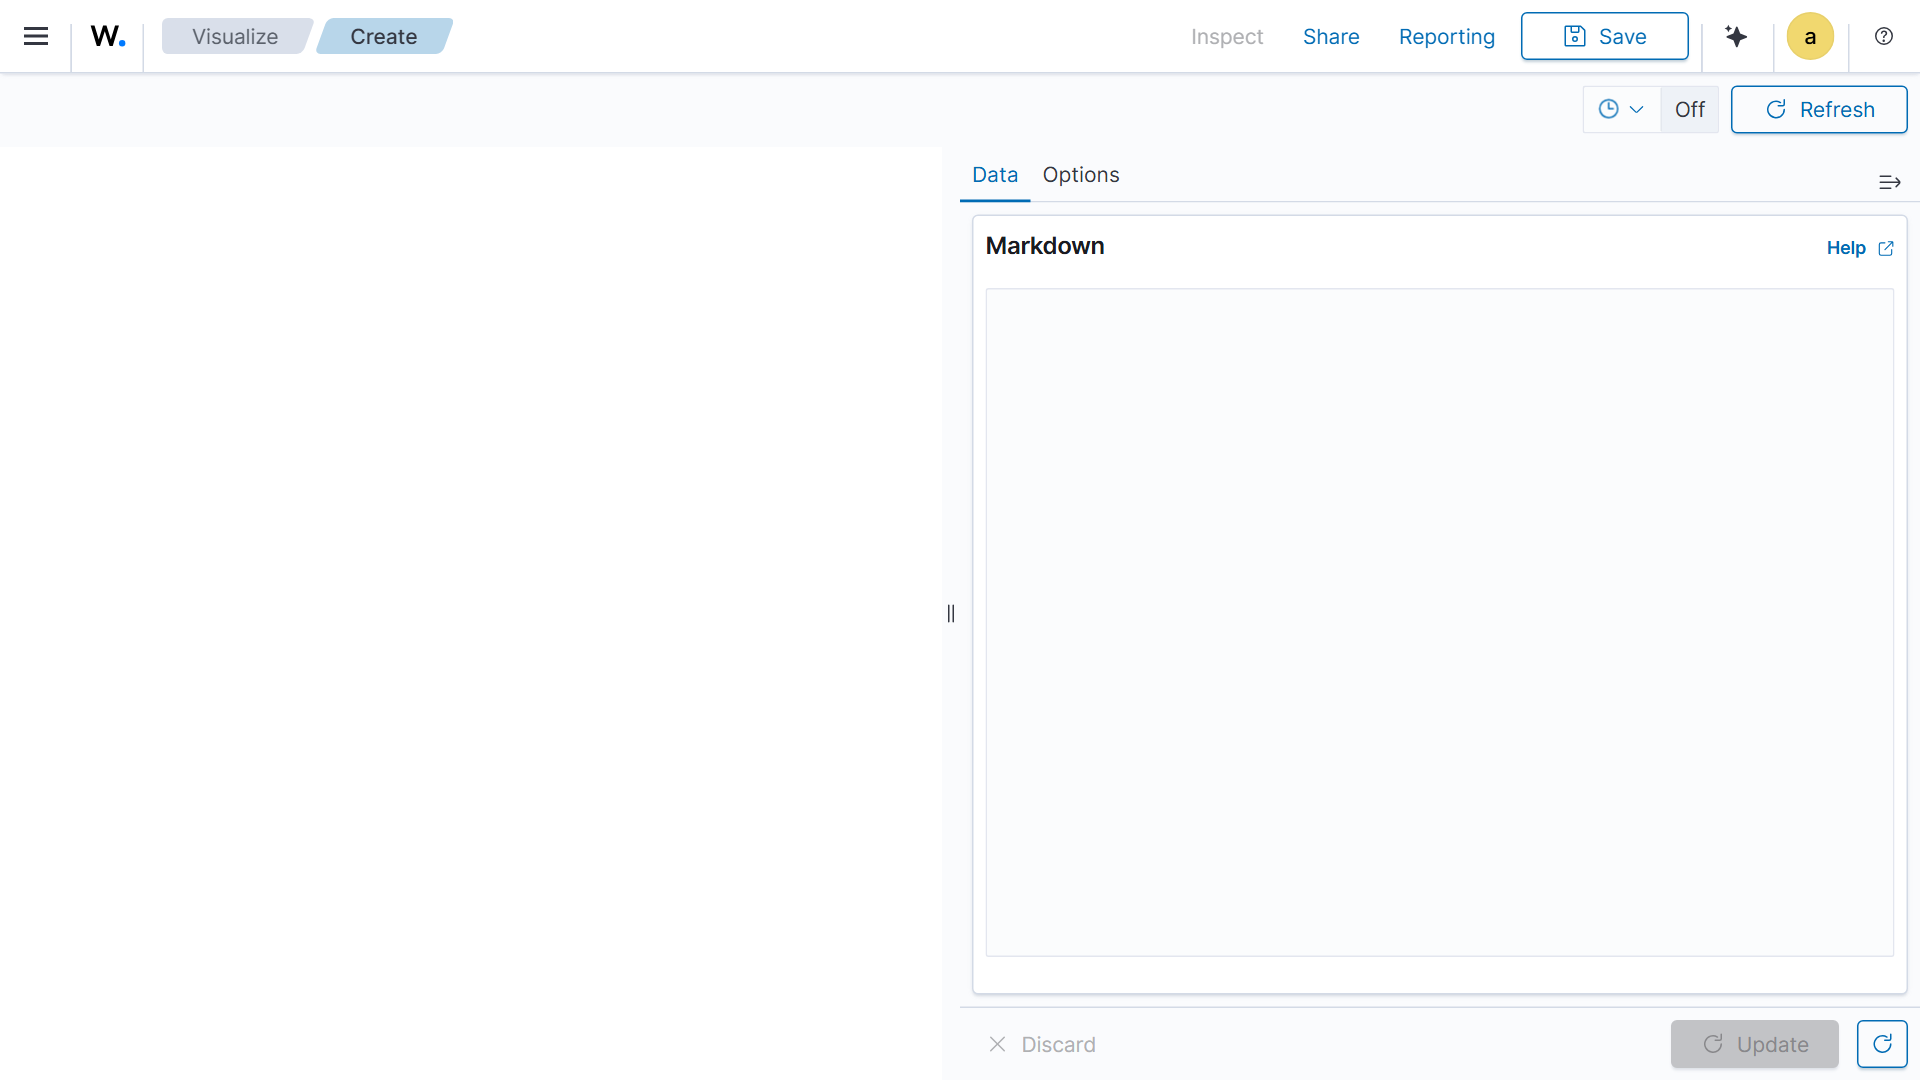 W.
Visualize
Create
Inspect
Share
Reporting
Save
a
Off
Refresh
Data
Options
Markdown
Help
Discard
Update